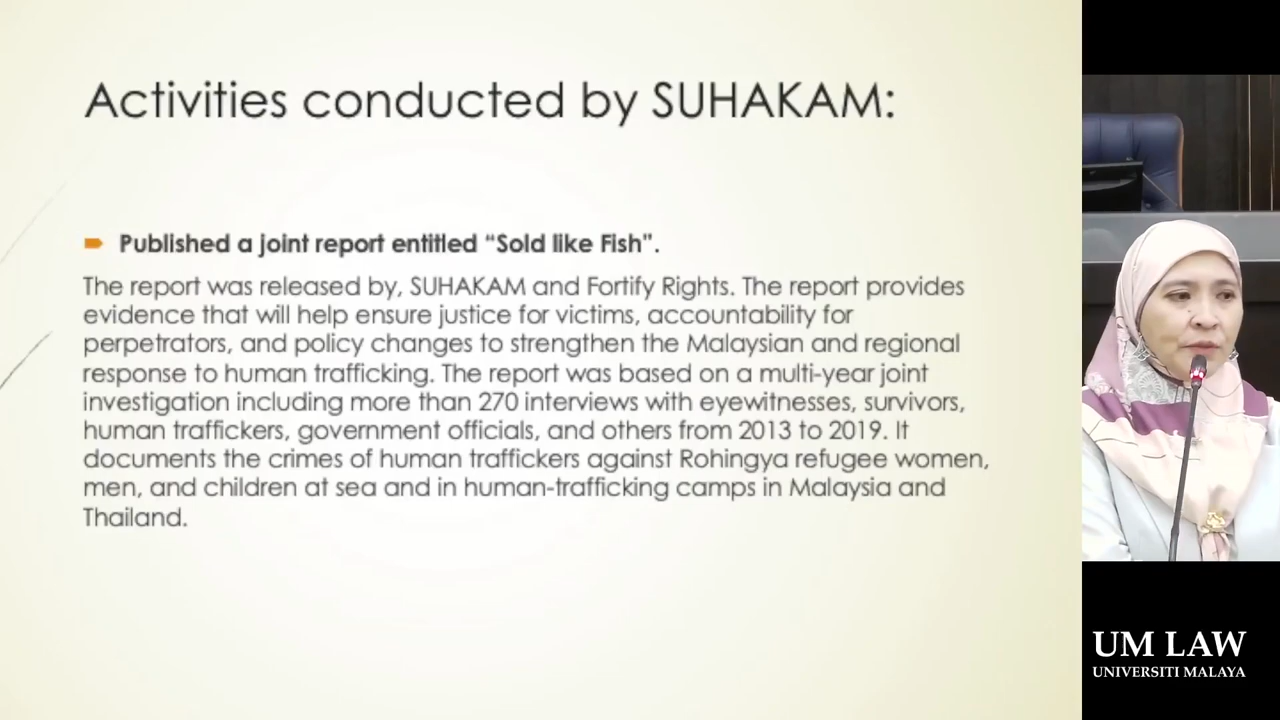 Activities conducted by SUHAKAM:
Published a joint report entitled “Sold like Fish”.
The report was released by, SUHAKAM and Fortify Rights. The report provides
evidence that will help ensure justice for victims, accountability for
perpetrators, and policy changes to strengthen the Malaysian and regional
response to human trafficking. The report was based on a multi-year joint
investigation including more than 270 interviews with eyewitnesses, survivors,
human traffickers, government officials, and others from 2013 to 2019. It
documents the crimes of human traffickers against Rohingya refugee women,
men, and children at sea and in human-trafficking camps in Malaysia and
Thailand.
UM LAW
UNIVERSITI MALAYA